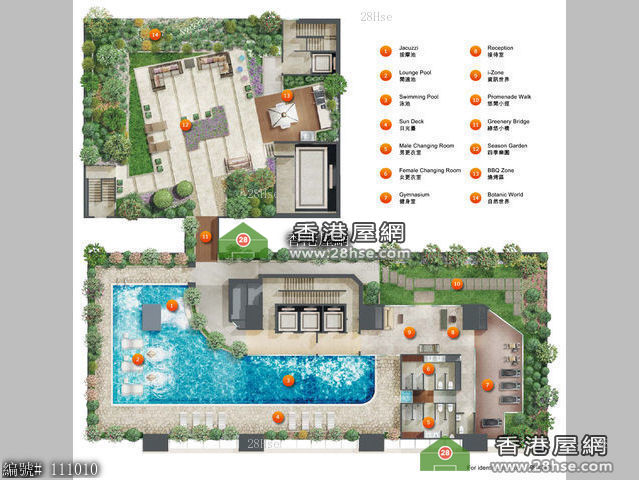 28Hse
14
13
12
28Hse
11
28
香港屋網
www.28hse.com
1 Jacuzzi
按摩池
2 Lounge Pool
閒適池
3 Swimming Pool
泳池
4 Sun Deck
日光臺
5 Male Changing Room
男更衣室
6 Female Changing Room
女更衣室
7 Gymnasium
健身室
8 Reception
接待室
9 i-Zone
資訊世界
10 Promenade Walk
悠閒小徑
11 Greenery Bridge
綠悠小橋
12 Season Garden
四季樂園
13 BBQ Zone
燒烤區
14 Botanic World
自然世界
10
1
9
8
2
6
3
7
4
5
28Hse
28
香港屋網
www.28hse.com
For ident
編號# 111010